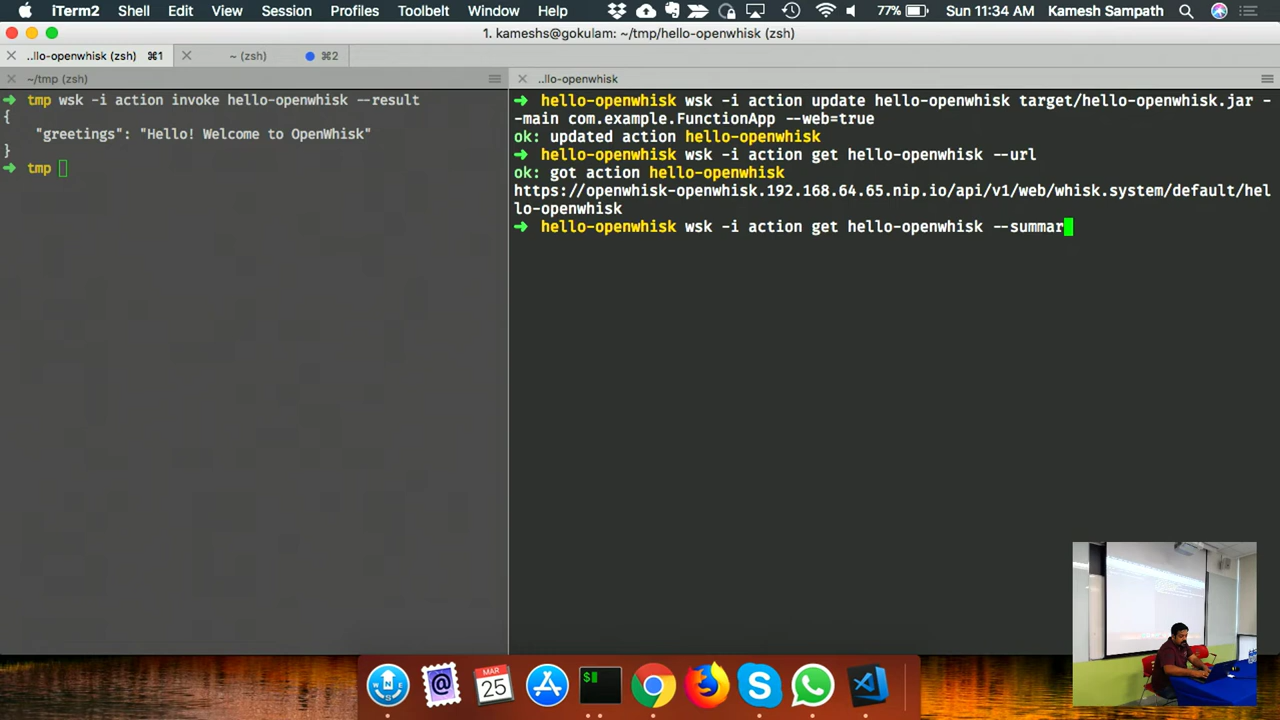 iTerm2 Shell Edit View Session Profiles Toolbelt Window Help 77% Sun 11:34 AM Kamesh Sampath
1. kameshs@gokulam: ~/tmp/hello-openwhisk (zsh)
..llo-openwhisk (zsh) ⌘1 ~ (zsh) ⌘2
~/tmp (zsh)
➜ tmp wsk -i action invoke hello-openwhisk --result
{
"greetings": "Hello! Welcome to OpenWhisk"
}
➜ tmp
..llo-openwhisk
➜ hello-openwhisk wsk -i action update hello-openwhisk target/hello-openwhisk.jar -
-main com.example.FunctionApp --web=true
ok: updated action hello-openwhisk
➜ hello-openwhisk wsk -i action get hello-openwhisk --url
ok: got action hello-openwhisk
https://openwhisk-openwhisk.192.168.64.65.nip.io/api/v1/web/whisk.system/default/hel
lo-openwhisk
➜ hello-openwhisk wsk -i action get hello-openwhisk --summar
MAR
25
$